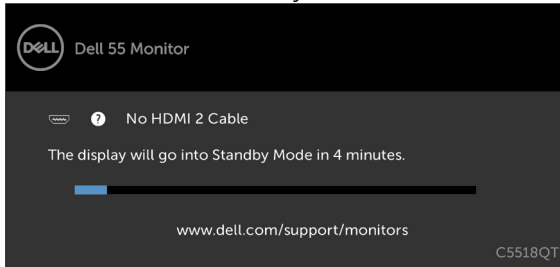 DELL
Dell 55 Monitor
? No HDMI 2 Cable
The display will go into Standby Mode in 4 minutes.
www.dell.com/support/monitors
C5518QT